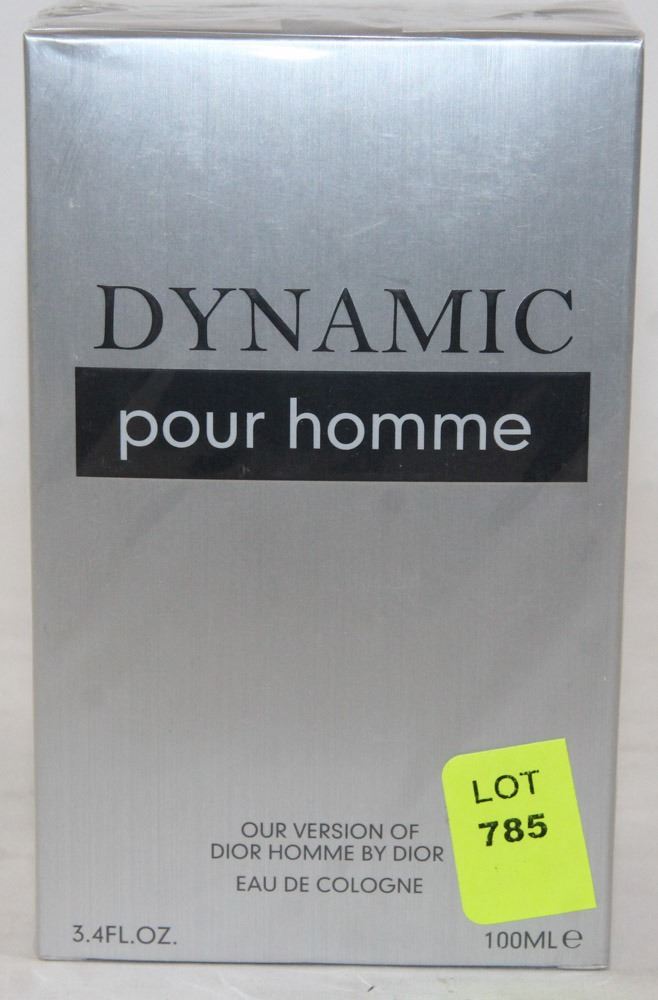 DYNAMIC
pour homme
LOT
785
OUR VERSION OF
DIOR HOMME BY DIOR
EAU DE COLOGNE
3.4FL.OZ.
100ML℮